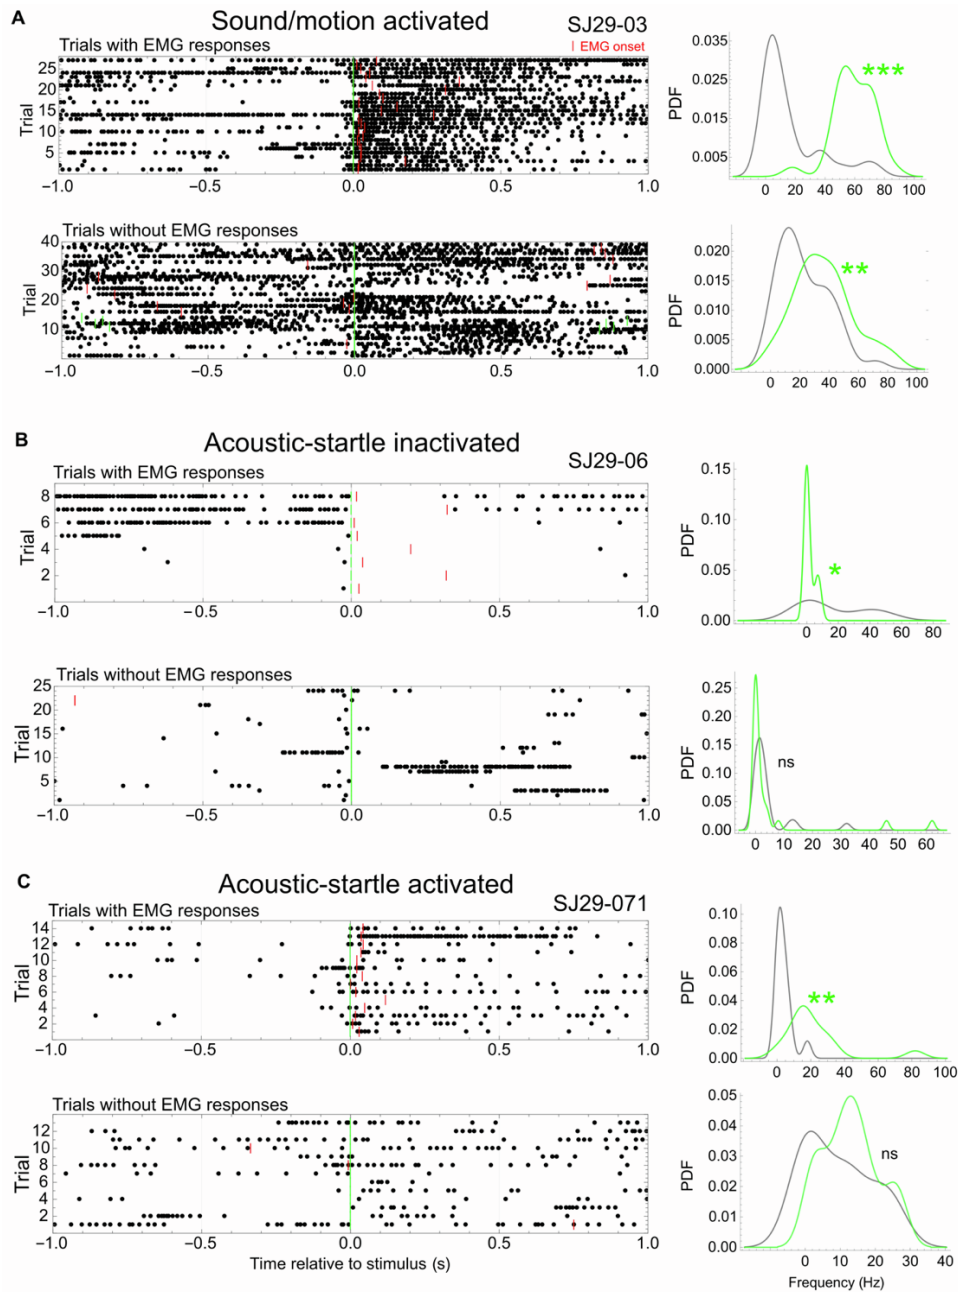 A
Sound/motion activated
SJ29-03
Trials with EMG responses
| EMG onset
Trial
25
20
15
10
5
−1.0 −0.5 0.0 0.5 1.0
PDF
0.035
0.025
0.015
0.005
***
0 20 40 60 80 100
Trials without EMG responses
Trial
40
30
20
10
−1.0 −0.5 0.0 0.5 1.0
PDF
0.020
0.015
0.010
0.005
0.000
**
0 20 40 60 80 100
B
Acoustic-startle inactivated
SJ29-06
Trials with EMG responses
Trial
8
6
4
2
−1.0 −0.5 0.0 0.5 1.0
PDF
0.15
0.10
0.05
0.00
*
0 20 40 60 80
Trials without EMG responses
Trial
25
20
15
10
5
−1.0 −0.5 0.0 0.5 1.0
PDF
0.25
0.20
0.15
0.10
0.05
0.00
ns
0 10 20 30 40 50 60
C
Acoustic-startle activated
SJ29-071
Trials with EMG responses
Trial
14
12
10
8
6
4
2
−1.0 −0.5 0.0 0.5 1.0
PDF
0.10
0.08
0.06
0.04
0.02
0.00
**
0 20 40 60 80 100
Trials without EMG responses
Trial
12
10
8
6
4
2
−1.0 −0.5 0.0 0.5 1.0
Time relative to stimulus (s)
PDF
0.05
0.04
0.03
0.02
0.01
0.00
ns
0 10 20 30 40
Frequency (Hz)